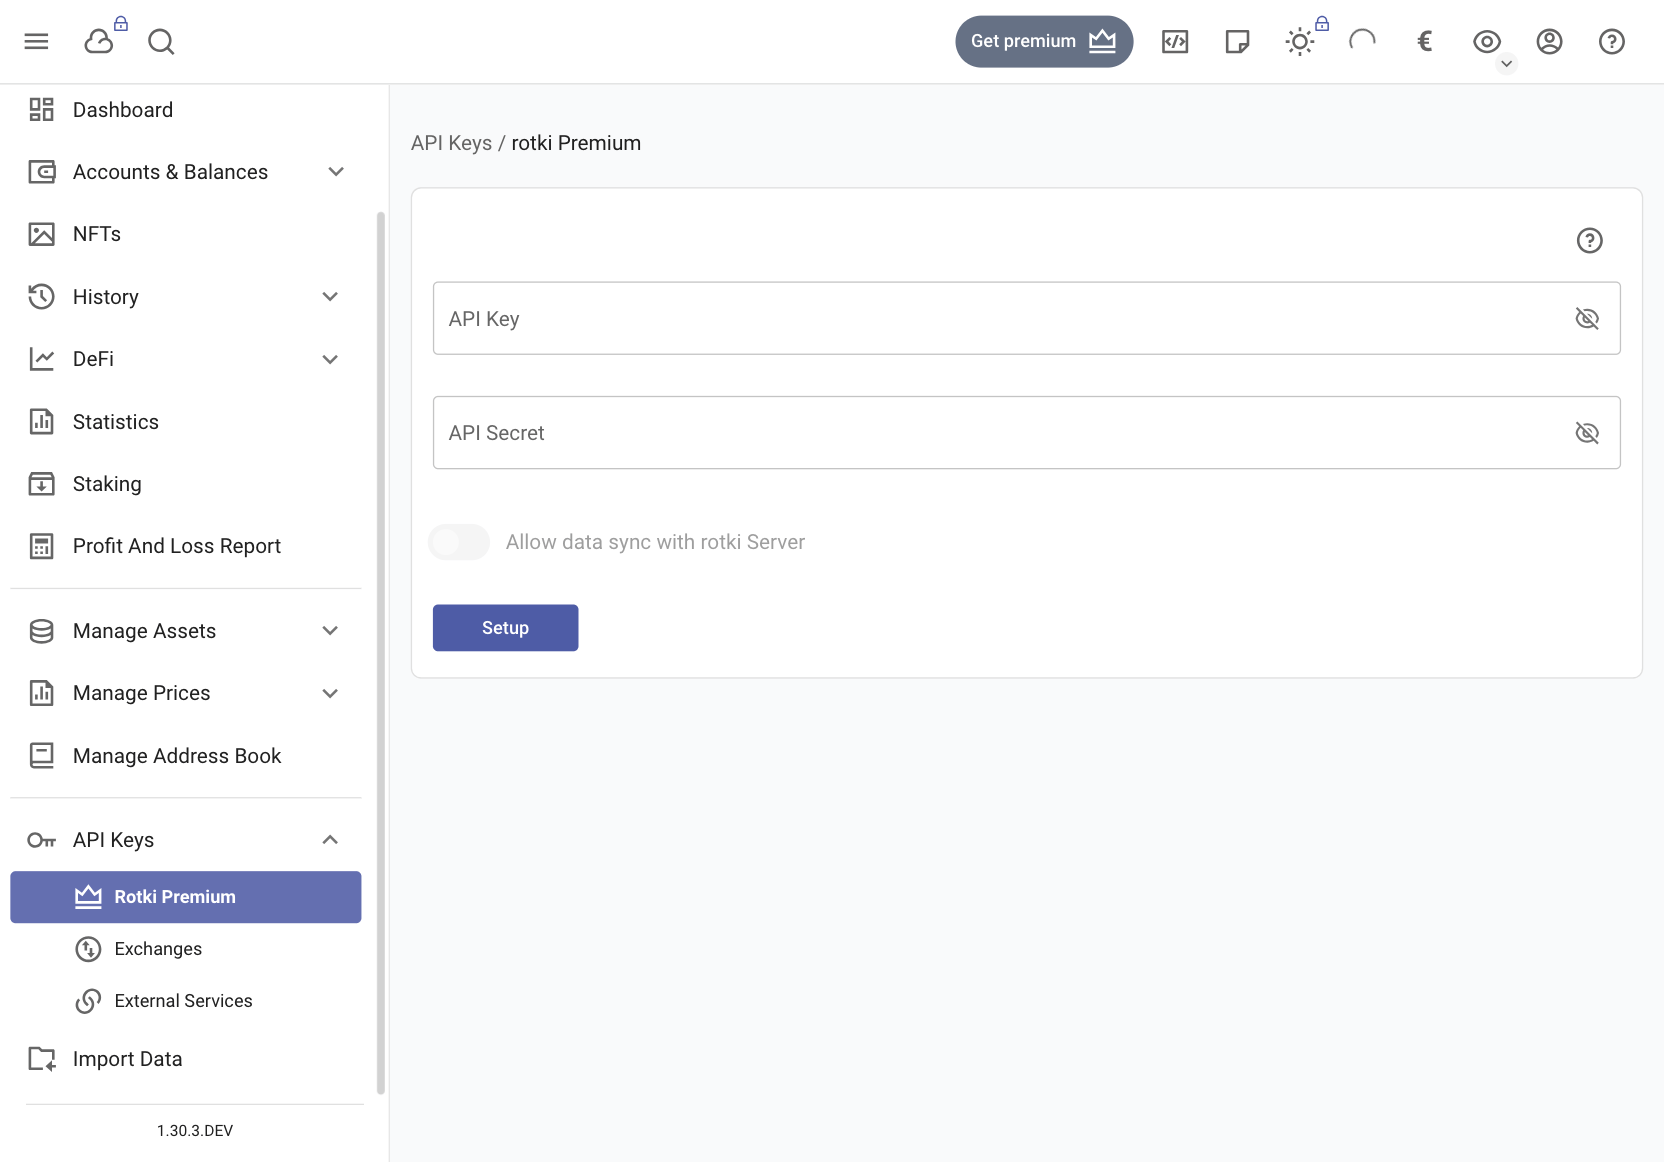 Get premium
€
Dashboard
Accounts & Balances
NFTs
History
DeFi
Statistics
Staking
Profit And Loss Report
Manage Assets
Manage Prices
Manage Address Book
API Keys
Rotki Premium
Exchanges
External Services
Import Data
1.30.3.DEV
API Keys / rotki Premium
API Key
API Secret
Allow data sync with rotki Server
Setup